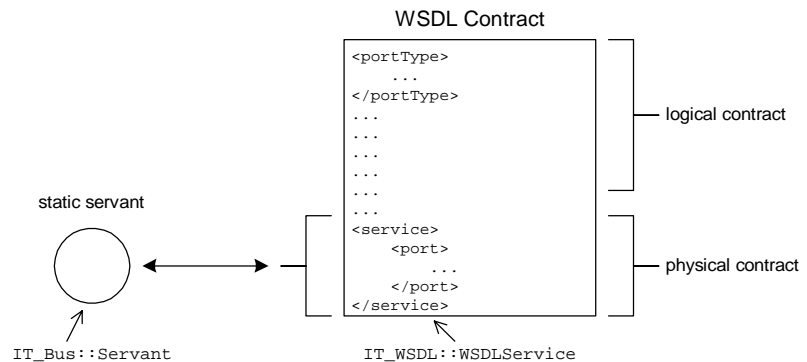 WSDL Contract
<portType>
...
</portType>
...
...
...
...
...
...
<service>
<port>
...
</port>
</service>
logical contract
physical contract
static servant
IT_Bus::Servant
IT_WSDL::WSDLService